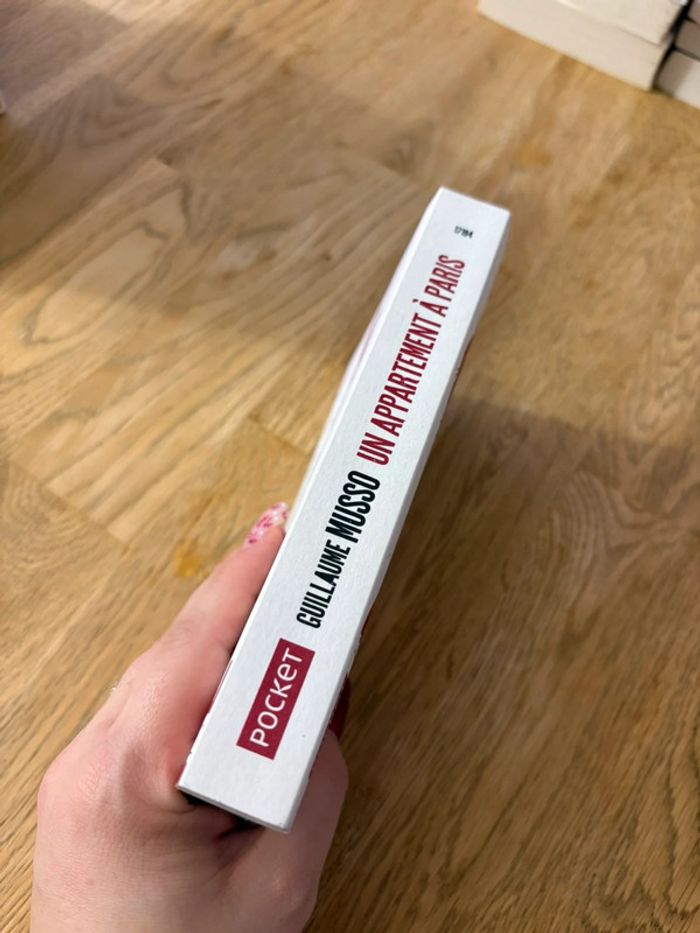 POCKET
GUILLAUME MUSSO UN APPARTEMENT À PARIS
17184